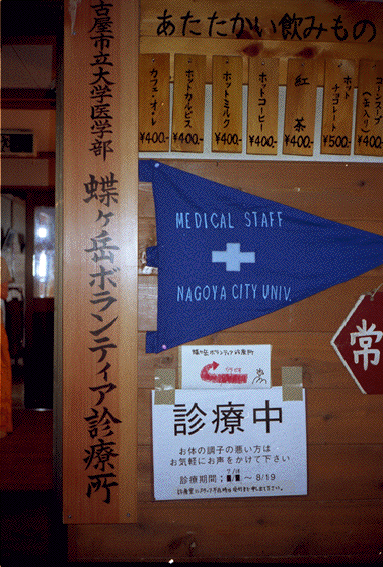 古屋市立大学医学部
蝶ヶ岳ボランティア診療所
あたたかい飲みもの
カフェ・オ・レ
¥400-
ホットカルピス
¥400-
ホットミルク
¥400-
ホットコーヒー
¥400-
紅茶
¥400-
ホットチョコレート
¥500-
コーンスープ
¥400
MEDICAL STAFF
NAGOYA CITY UNIV.
常
蝶ヶ岳ボランティア診療所
診療中
お体の調子の悪い方は
お気軽にお声をかけて下さい
診療期間：
～8/19